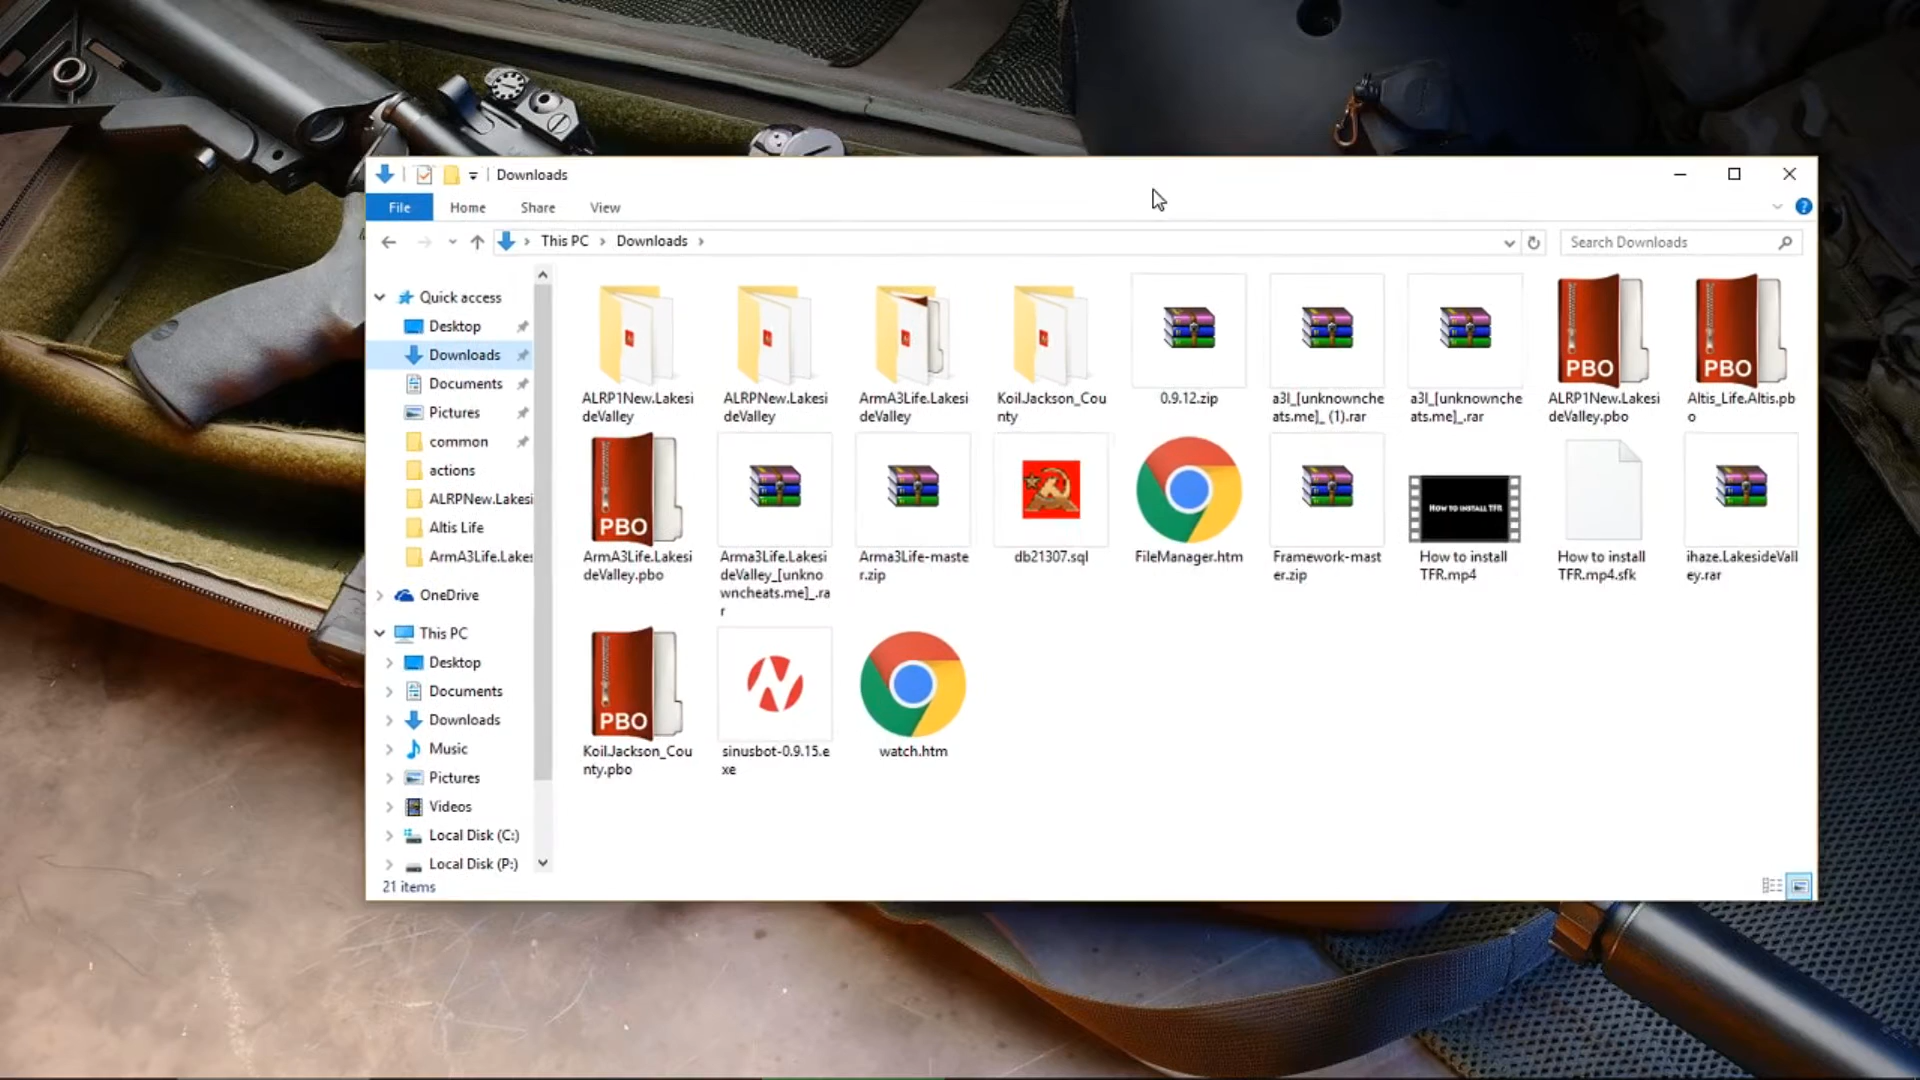 Downloads
File Home Share View
This PC Downloads
Search Downloads
Quick access
Desktop
Downloads
Documents
Pictures
common
actions
ALRPNew.Lakesi
Altis Life
ArmA3Life.Lakes
OneDrive
This PC
Desktop
Documents
Downloads
Music
Pictures
Videos
Local Disk (C:)
Local Disk (P:)
21 items
ALRP1New.Lakesi
deValley
ALRPNew.Lakesi
deValley
ArmA3Life.Lakesi
deValley
Koil.Jackson_Cou
nty
0.9.12.zip
a3l_[unknownche
ats.me]_ (1).rar
a3l_[unknownche
ats.me]_.rar
PBO
ALRP1New.Lakesi
deValley.pbo
PBO
Altis_Life.Altis.pb
o
PBO
ArmA3Life.Lakesi
deValley.pbo
Arma3Life.Lakesi
deValley_[unkno
wncheats.me]_.ra
r
Arma3Life-maste
r.zip
db21307.sql
FileManager.htm
Framework-mast
er.zip
HOW TO INSTALL TFR
How to install
TFR.mp4
How to install
TFR.mp4.sfk
ihaze.LakesideVall
ey.rar
PBO
Koil.Jackson_Cou
nty.pbo
sinusbot-0.9.15.e
xe
watch.htm